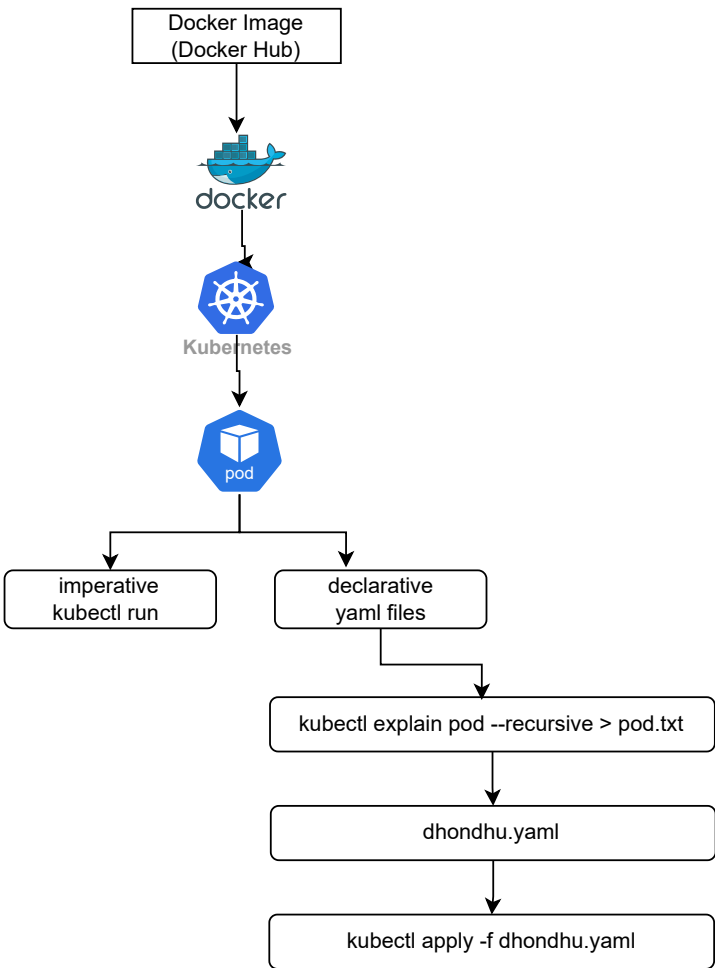 Docker Image
(Docker Hub)
docker
Kubernetes
pod
imperative
kubectl run
declarative
yaml files
kubectl explain pod --recursive > pod.txt
dhondhu.yaml
kubectl apply -f dhondhu.yaml